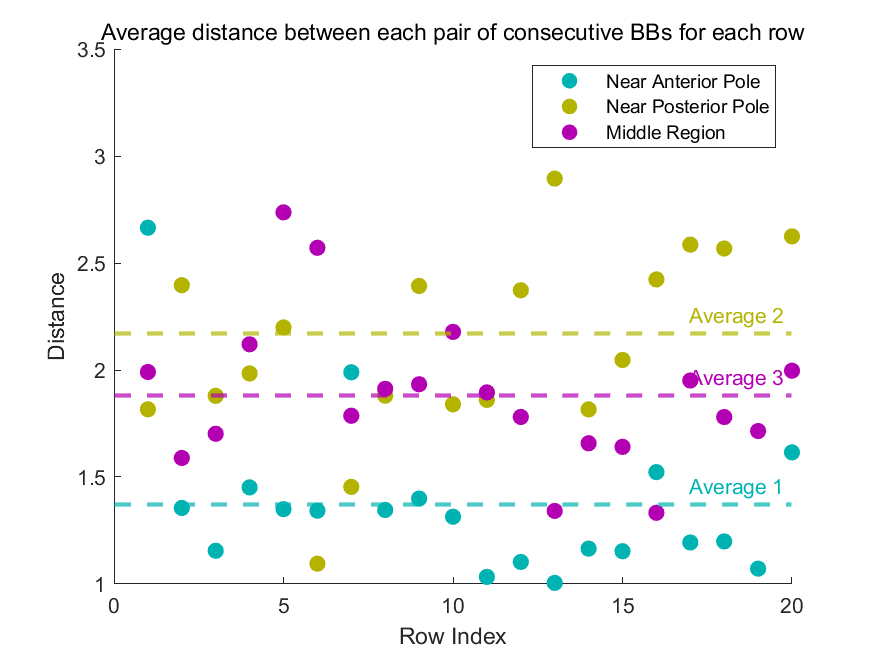 Average distance between each pair of consecutive BBs for each row
3.5
3
2.5
2
1.5
1
Distance
Near Anterior Pole
Near Posterior Pole
Middle Region
Average 2
Average 3
Average 1
0
5
10
15
20
Row Index